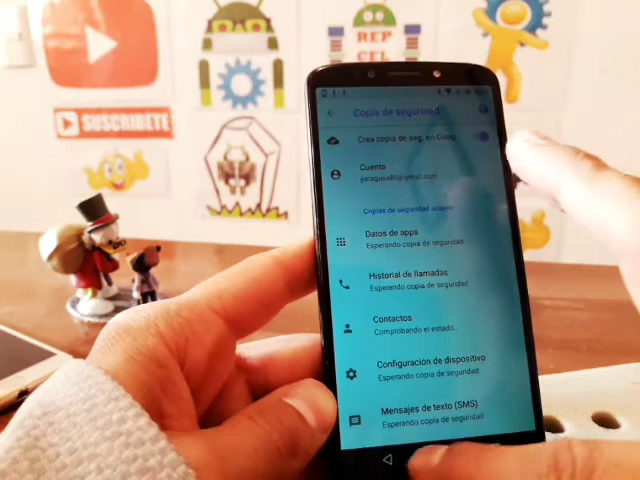 REP
CEL
SUSCRIBETE
Copia de seguridad
Crea copia de seg. en Goog
Cuenta
Copias de seguridad activas
Datos de apps
Esperando copia de seguridad
Historial de llamadas
Esperando copia de seguridad
Contactos
Comprobando el estado...
Configuración de dispositivo
Esperando copia de seguridad
Mensajes de texto (SMS)
Esperando copia de seguridad